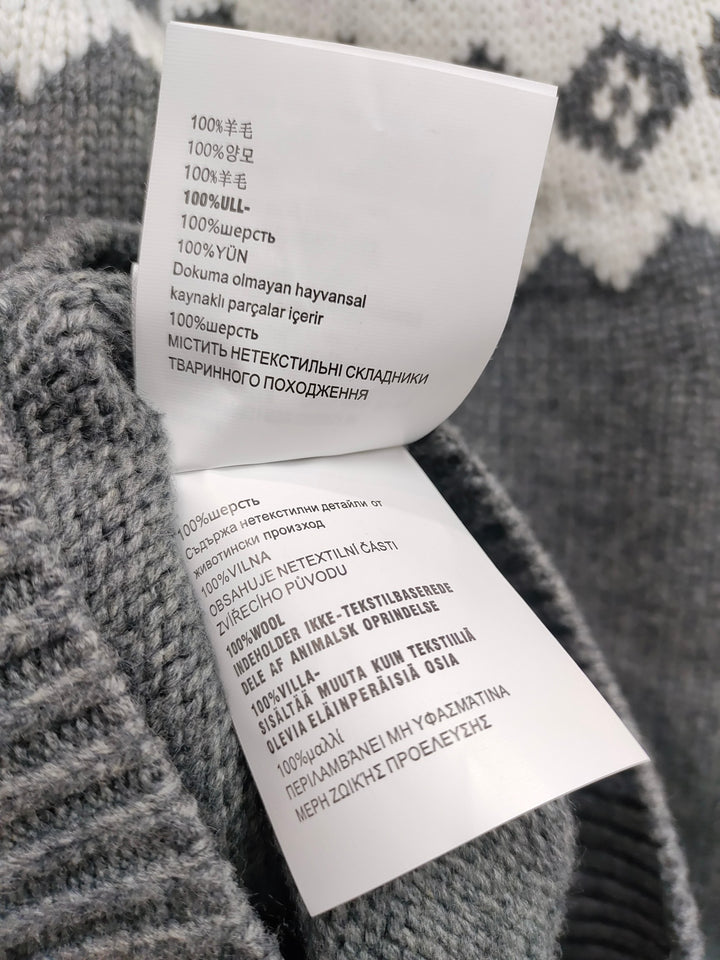 100%羊毛
100%양모
100%羊毛
100%ULL-
100%шерсть
100%YÜN
Dokuma olmayan hayvansal
kaynaklı parçalar içerir
100%шерсть
МІСТИТЬ НЕТЕКСТИЛЬНІ СКЛАДНИКИ
ТВАРИННОГО ПОХОДЖЕННЯ
100%шерсть
Съдържа нетекстилни детайли от
животински произход
100%VILNA
OBSAHUJE NETEXTILNÍ ČÁSTI
ZVÍŘECÍHO PŮVODU
100%WOOL
INDEHOLDER IKKE-TEKSTILBASEREDE
DELE AF ANIMALSK OPRINDELSE
100%VILLA-
SISÄLTÄÄ MUUTA KUIN TEKSTIILIÄ
OLEVIA ELÄINPERÄISIÄ OSIA
100%μαλλί
ΠΕΡΙΛΑΜΒΆΝΕΙ ΜΗ ΥΦΑΣΜΆΤΙΝΑ
ΜΕΡΗ ΖΩΙΚΉΣ ΠΡΟΕΛΕΥΣΗΣ